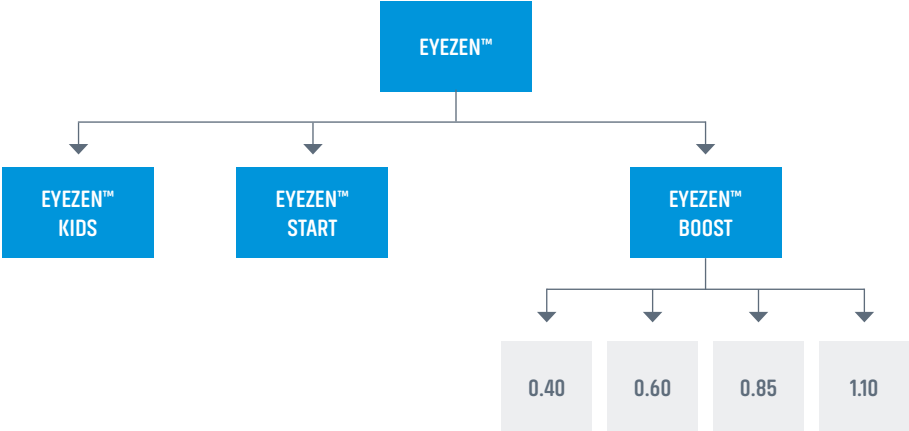 EYEZEN™
EYEZEN™
KIDS
EYEZEN™
START
EYEZEN™
BOOST
0.40
0.60
0.85
1.10